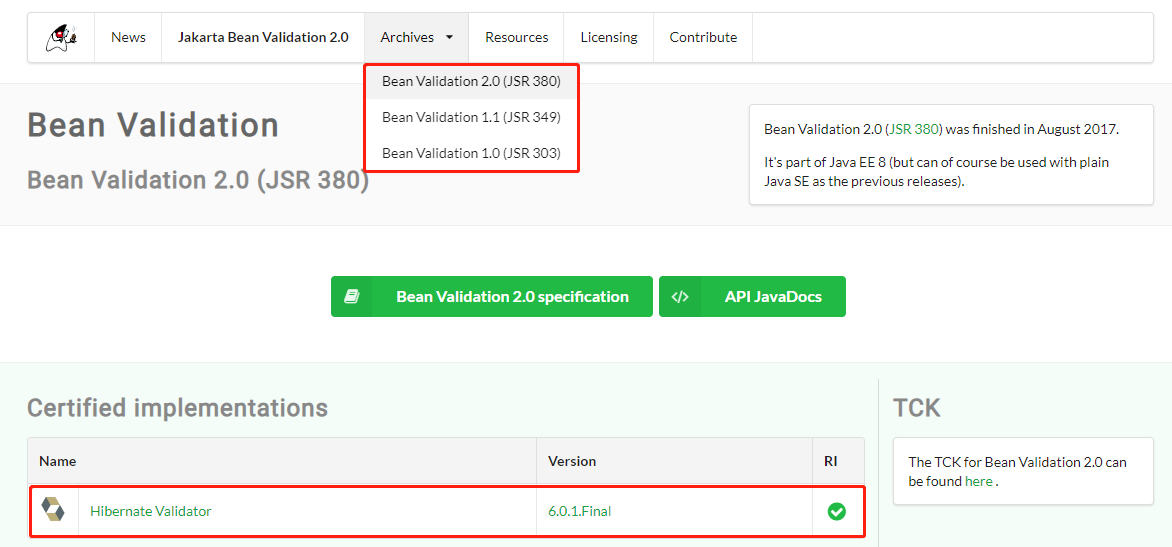 News Jakarta Bean Validation 2.0 Archives Resources Licensing Contribute
Bean Validation 2.0 (JSR 380)
Bean Validation 1.1 (JSR 349)
Bean Validation 1.0 (JSR 303)
Bean Validation
Bean Validation 2.0 (JSR 380)
Bean Validation 2.0 (JSR 380) was finished in August 2017.
It's part of Java EE 8 (but can of course be used with plain
Java SE as the previous releases).
Bean Validation 2.0 specification
API JavaDocs
Certified implementations
Name Version RI
Hibernate Validator 6.0.1.Final
TCK
The TCK for Bean Validation 2.0 can
be found here .